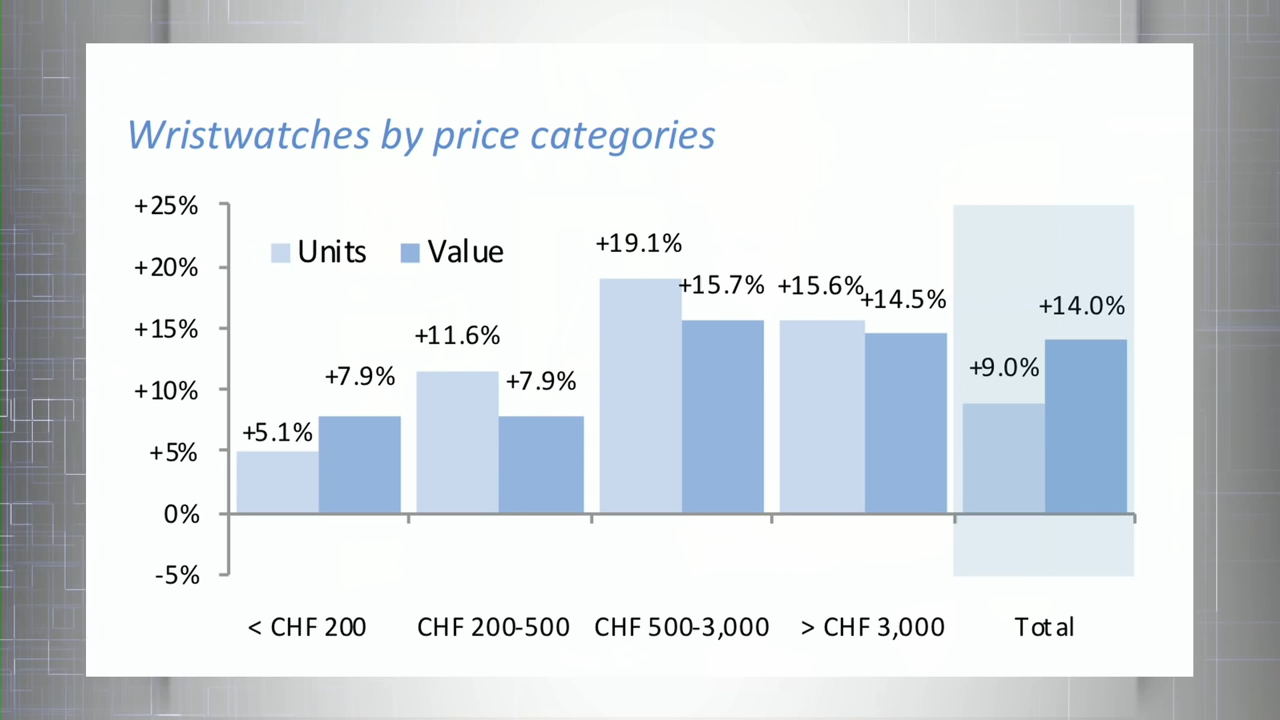 Wristwatches by price categories
+25%
+20%
+15%
+10%
+5%
0%
-5%
Units
Value
+5.1%
+7.9%
+11.6%
+7.9%
+19.1%
+15.7%
+15.6%
+14.5%
+9.0%
+14.0%
< CHF 200
CHF 200-500
CHF 500-3,000
> CHF 3,000
Total